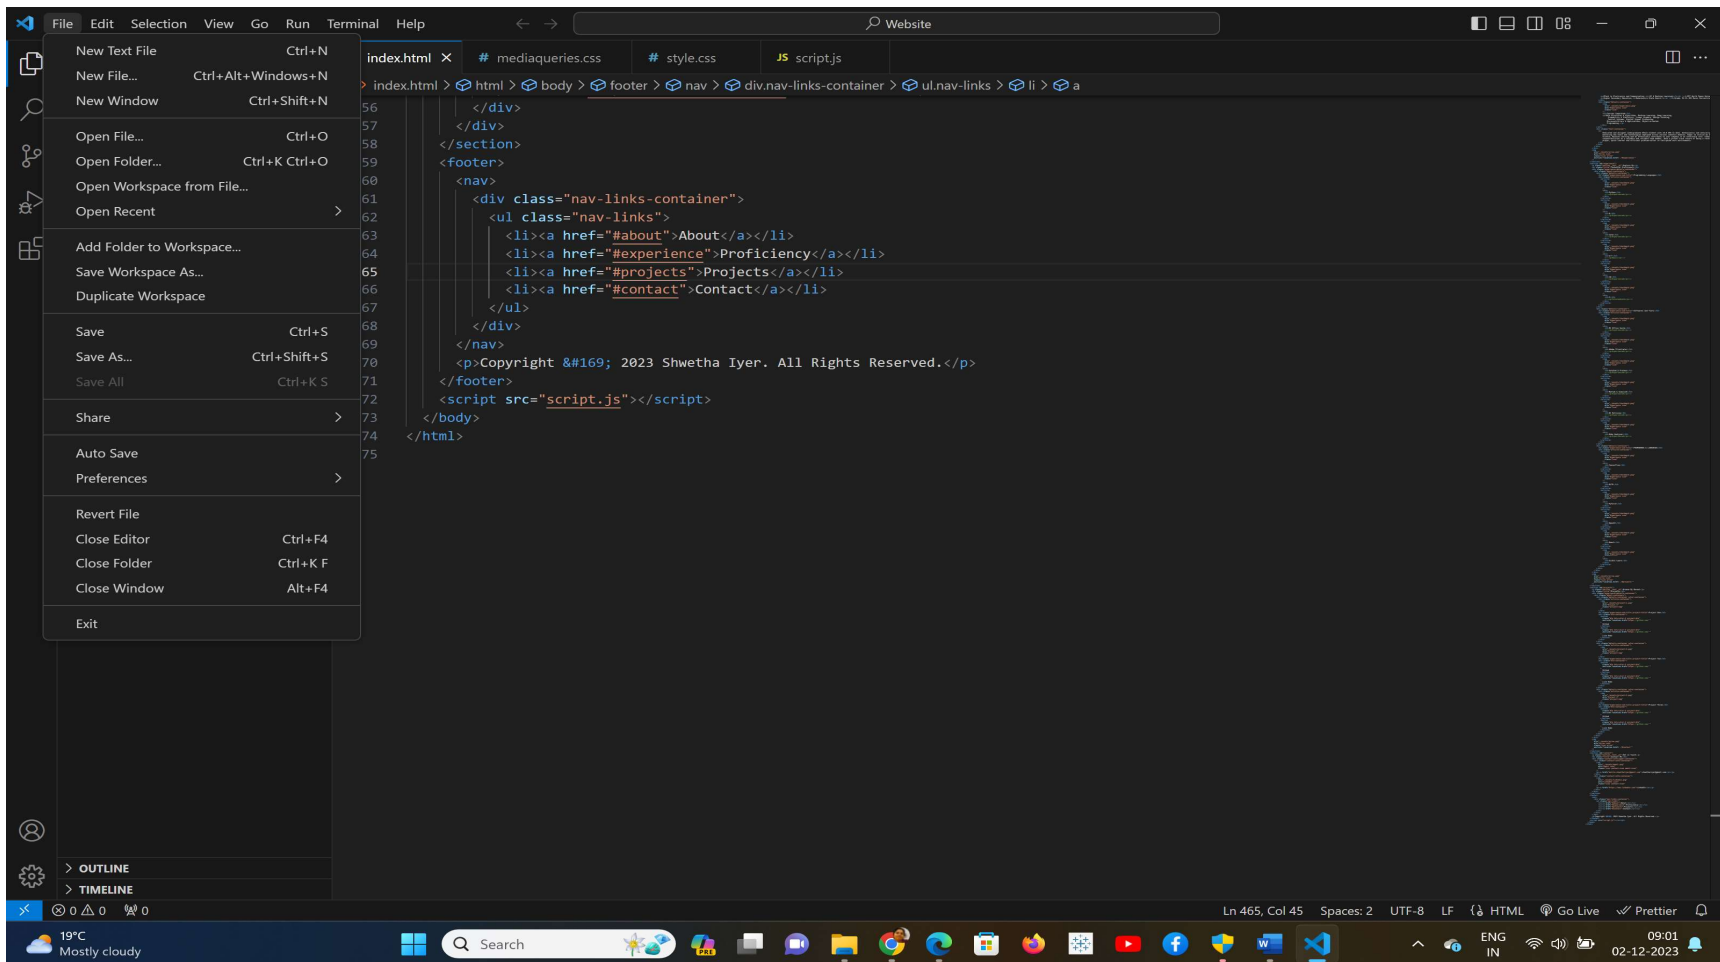 File Edit Selection View Go Run Terminal Help
Website
New Text File Ctrl+N
New File... Ctrl+Alt+Windows+N
New Window Ctrl+Shift+N
Open File... Ctrl+O
Open Folder... Ctrl+K Ctrl+O
Open Workspace from File...
Open Recent
Add Folder to Workspace...
Save Workspace As...
Duplicate Workspace
Save Ctrl+S
Save As... Ctrl+Shift+S
Save All Ctrl+K S
Share
Auto Save
Preferences
Revert File
Close Editor Ctrl+F4
Close Folder Ctrl+K F
Close Window Alt+F4
Exit
index.html # mediaqueries.css # style.css JS script.js
index.html > html > body > footer > nav > div.nav-links-container > ul.nav-links > li > a
56 </div>
57 </div>
58 </section>
59 <footer>
60 <nav>
61 <div class="nav-links-container">
62 <ul class="nav-links">
63 <li><a href="#about">About</a></li>
64 <li><a href="#experience">Proficiency</a></li>
65 <li><a href="#projects">Projects</a></li>
66 <li><a href="#contact">Contact</a></li>
67 </ul>
68 </div>
69 </nav>
70 <p>Copyright &#169; 2023 Shwetha Iyer. All Rights Reserved.</p>
71 </footer>
72 <script src="script.js"></script>
73 </body>
74 </html>
75
OUTLINE
TIMELINE
0 0 0 Ln 465, Col 45 Spaces: 2 UTF-8 LF HTML Go Live Prettier
19°C
Mostly cloudy
Search
PRE
ENG
IN
09:01
02-12-2023